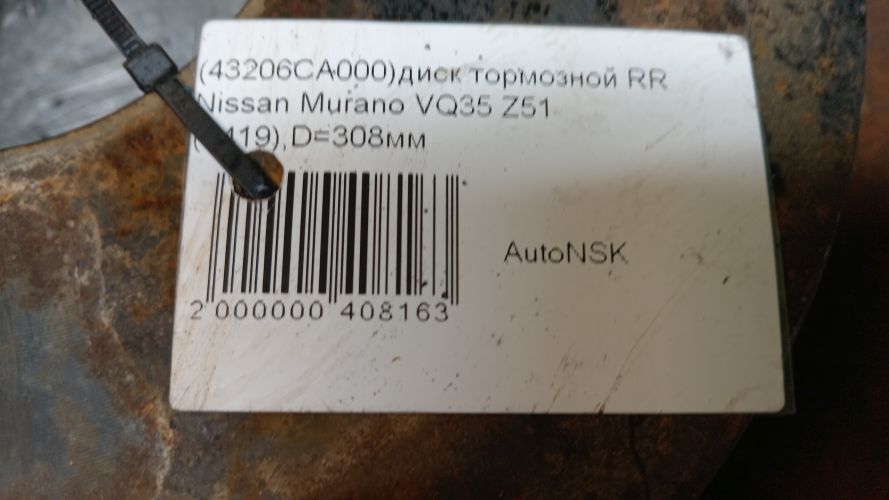 (43206CA000)диск тормозной RR
Nissan Murano VQ35 Z51
D=308мм
AutoNSK
2 000000 408163